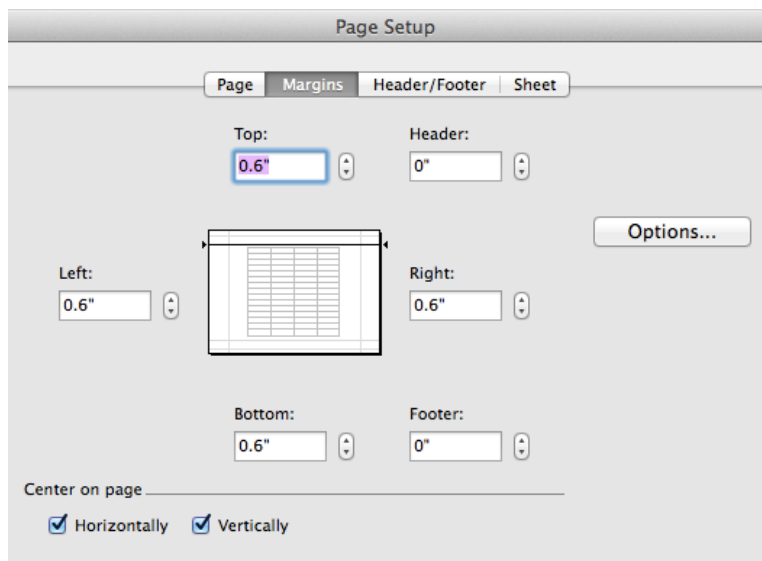 Page Setup
Page Margins Header/Footer Sheet
Top: Header:
0.6" 0"
Options...
Left: Right:
0.6" 0.6"
Bottom: Footer:
0.6" 0"
Center on page
Horizontally Vertically